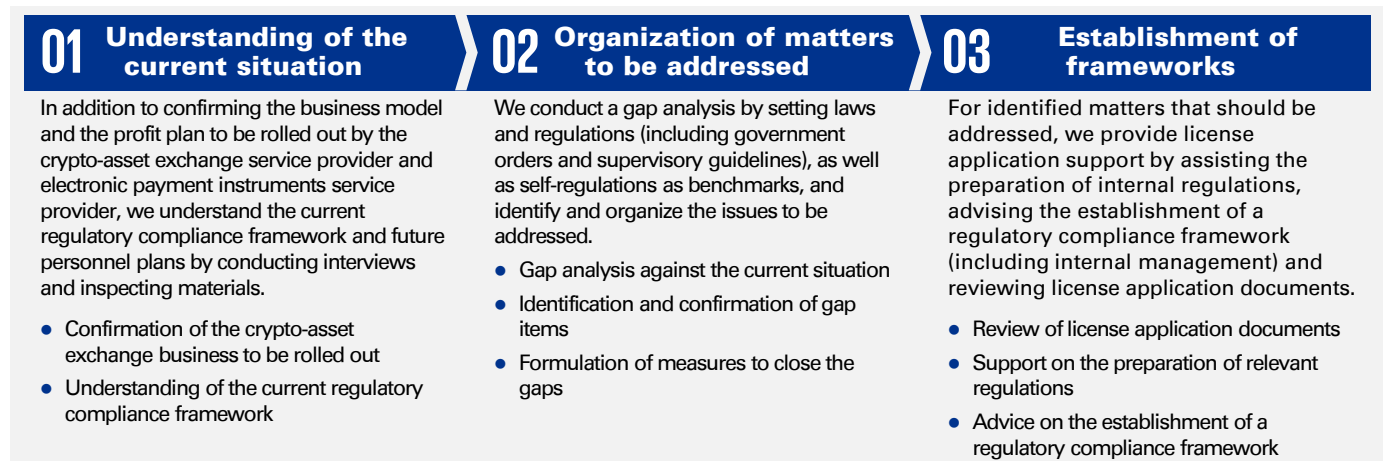 01
Understanding of the
current situation
In addition to confirming the business model
and the profit plan to be rolled out by the
crypto-asset exchange service provider and
electronic payment instruments service
provider, we understand the current
regulatory compliance framework and future
personnel plans by conducting interviews
and inspecting materials.
• Confirmation of the crypto-asset
exchange business to be rolled out
• Understanding of the current regulatory
compliance framework
02
Organization of matters
to be addressed
We conduct a gap analysis by setting laws
and regulations (including government
orders and supervisory guidelines), as well
as self-regulations as benchmarks, and
identify and organize the issues to be
addressed.
• Gap analysis against the current situation
• Identification and confirmation of gap
items
• Formulation of measures to close the
gaps
03
Establishment of
frameworks
For identified matters that should be
addressed, we provide license
application support by assisting the
preparation of internal regulations,
advising the establishment of a
regulatory compliance framework
(including internal management) and
reviewing license application documents.
• Review of license application documents
• Support on the preparation of relevant
regulations
• Advice on the establishment of a
regulatory compliance framework